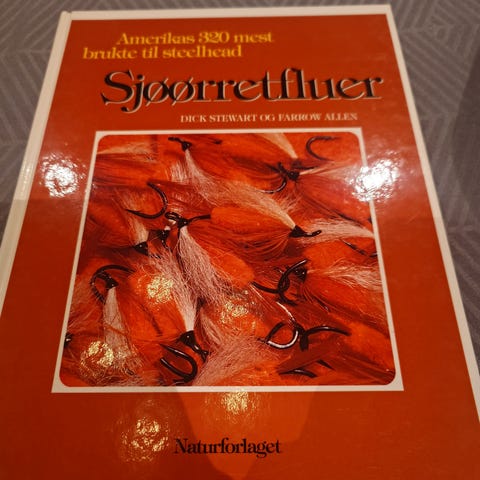 Amerikas 320 mest
brukte til steelhead
Sjøørretfluer
DICK STEWART OG FARROW ALLEN
Naturforlaget